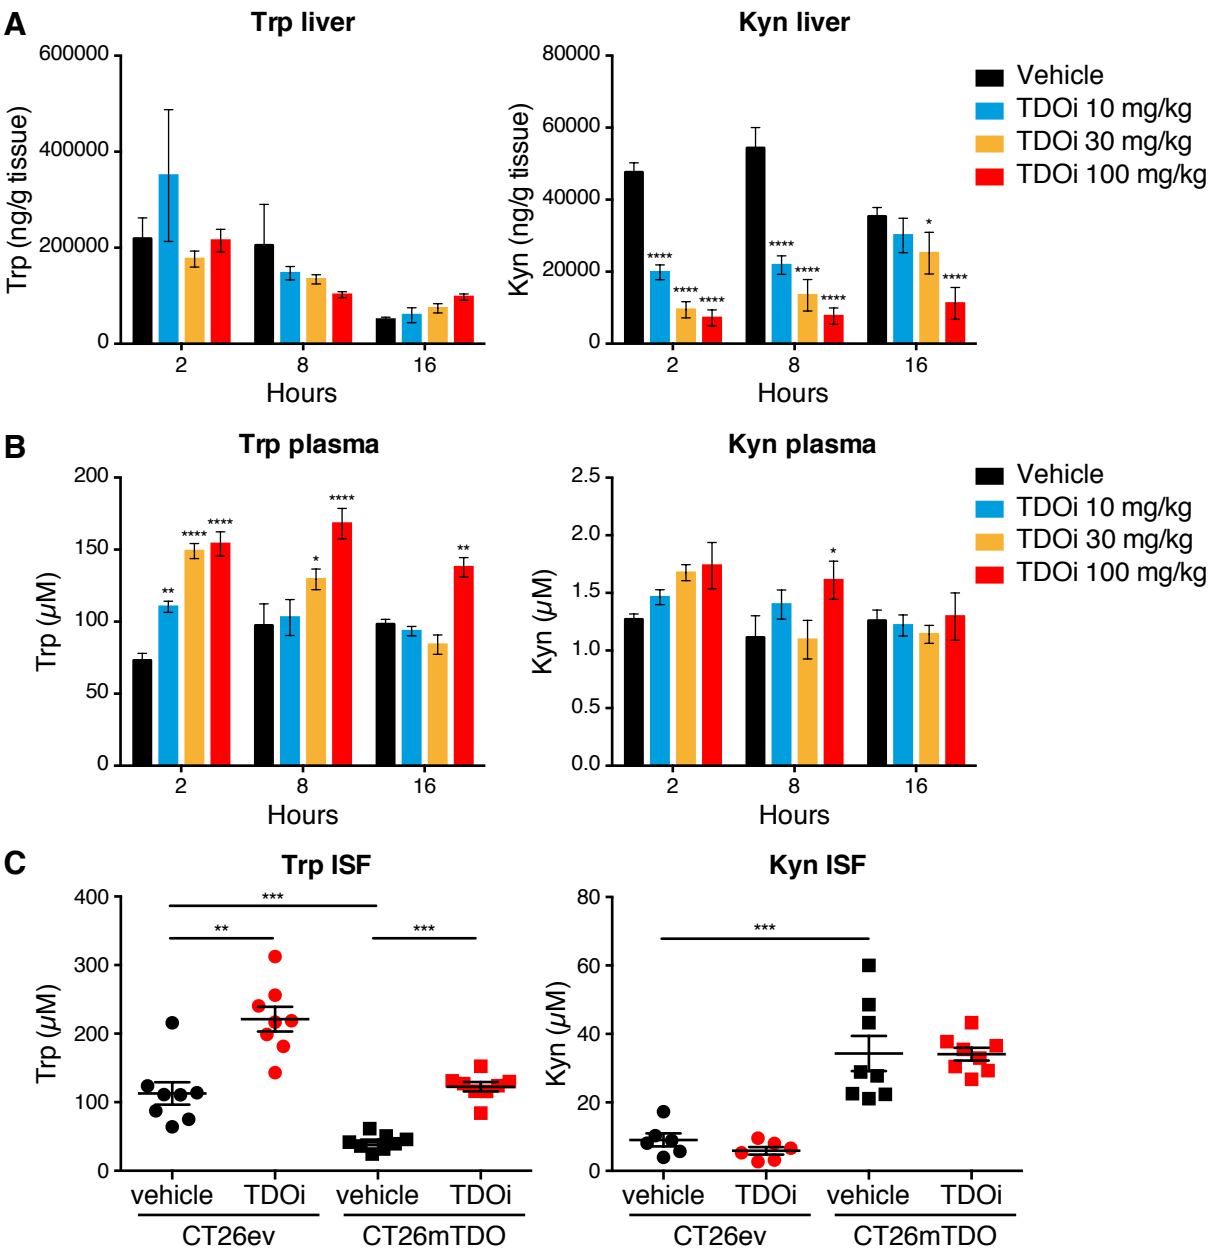 A
Trp liver
Trp (ng/g tissue)
600000
400000
200000
0
2
8
16
Hours
Kyn liver
Kyn (ng/g tissue)
80000
60000
40000
20000
0
****
****
****
****
****
****
*
****
2
8
16
Hours
Vehicle
TDOi 10 mg/kg
TDOi 30 mg/kg
TDOi 100 mg/kg
B
Trp plasma
Trp (µM)
200
150
100
50
0
**
****
****
*
****
**
2
8
16
Hours
Kyn plasma
Kyn (µM)
2.5
2.0
1.5
1.0
0.5
0.0
*
2
8
16
Hours
Vehicle
TDOi 10 mg/kg
TDOi 30 mg/kg
TDOi 100 mg/kg
C
Trp ISF
Trp (µM)
400
300
200
100
0
***
**
***
vehicle TDOi vehicle TDOi
CT26ev CT26mTDO
Kyn ISF
Kyn (µM)
80
60
40
20
0
***
vehicle TDOi vehicle TDOi
CT26ev CT26mTDO